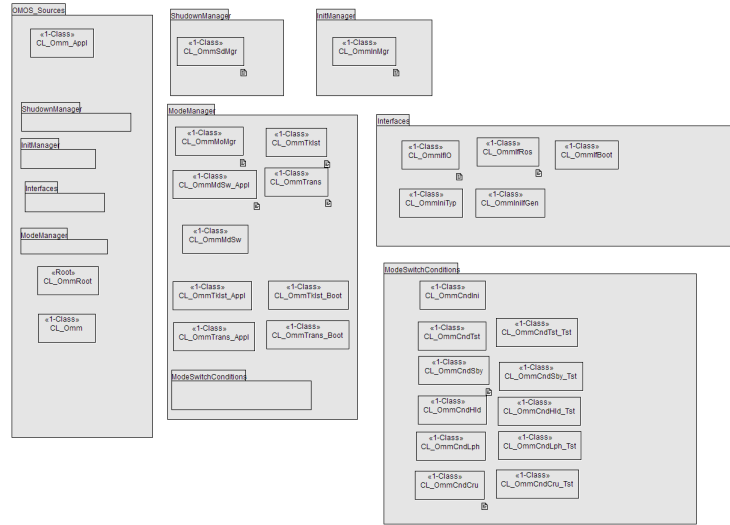 OMOS_Sources
«1-Class»
CL_Omm_Appl
ShudownManager
InitManager
Interfaces
ModeManager
«Root»
CL_OmmRoot
«1-Class»
CL_Omm
ShudownManager
«1-Class»
CL_OmmSdMgr
InitManager
«1-Class»
CL_OmmInMgr
ModeManager
«1-Class»
CL_OmmMoMgr
«1-Class»
CL_OmmTklst
«1-Class»
CL_OmmMdSw_Appl
«1-Class»
CL_OmmTrans
«1-Class»
CL_OmmMdSw
«1-Class»
CL_OmmTklst_Appl
«1-Class»
CL_OmmTklst_Boot
«1-Class»
CL_OmmTrans_Appl
«1-Class»
CL_OmmTrans_Boot
ModeSwitchConditions
Interfaces
«1-Class»
CL_OmmIfIO
«1-Class»
CL_OmmIfRos
«1-Class»
CL_OmmIfBoot
«1-Class»
CL_OmmIniTyp
«1-Class»
CL_OmmIniIfGen
ModeSwitchConditions
«1-Class»
CL_OmmCndIni
«1-Class»
CL_OmmCndTst
«1-Class»
CL_OmmCndTst_Tst
«1-Class»
CL_OmmCndSby
«1-Class»
CL_OmmCndSby_Tst
«1-Class»
CL_OmmCndHld
«1-Class»
CL_OmmCndHld_Tst
«1-Class»
CL_OmmCndLph
«1-Class»
CL_OmmCndLph_Tst
«1-Class»
CL_OmmCndCru
«1-Class»
CL_OmmCndCru_Tst